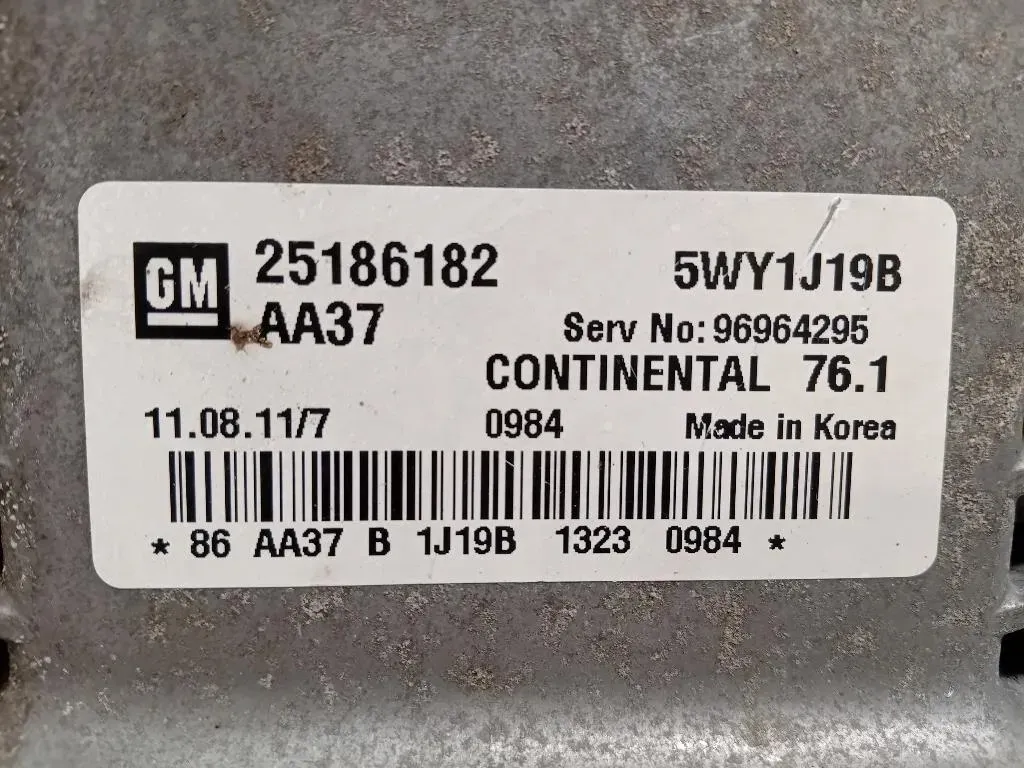 GM 25186182 5WY1J19B
AA37 Serv No: 96964295
CONTINENTAL 76.1
11.08.11/7 0984 Made in Korea
* 86 AA37 B 1J19B 1323 0984 *